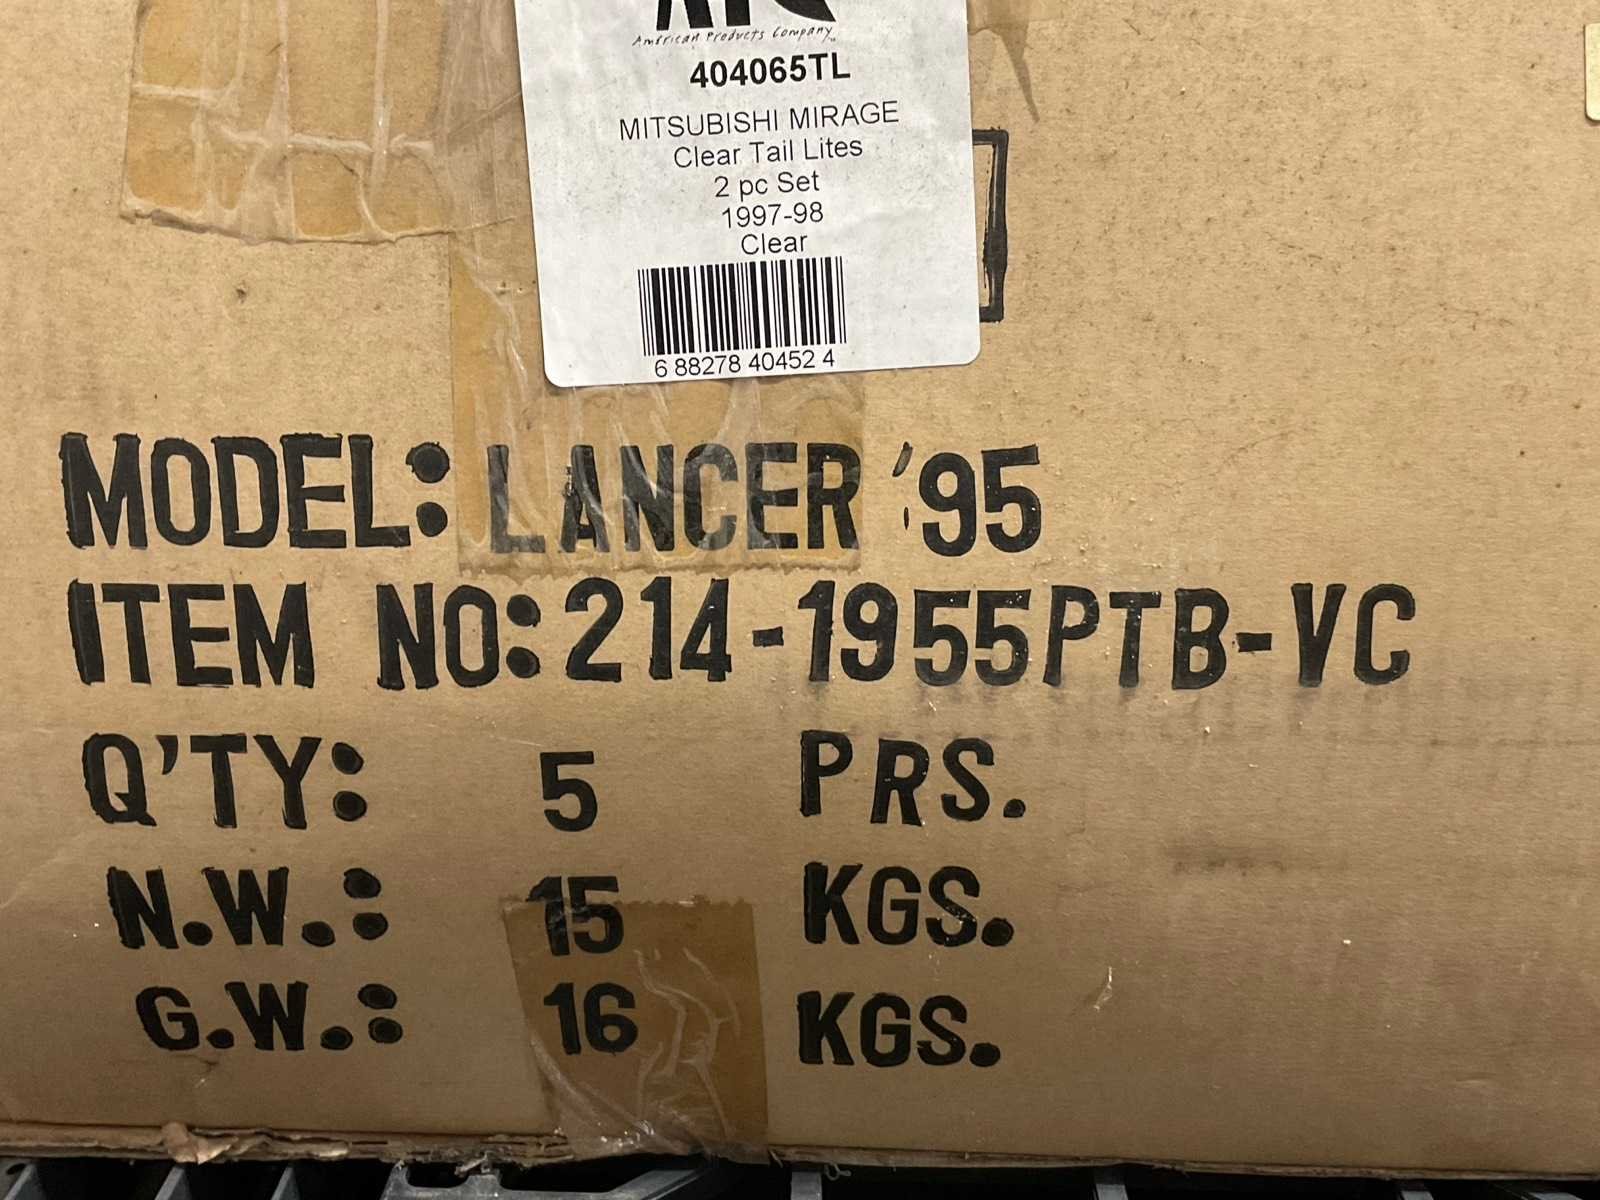 American Products Company
404065TL
MITSUBISHI MIRAGE
Clear Tail Lites
2 pc Set
1997-98
Clear
6 88278 40452 4
MODEL: LANCER '95
ITEM NO: 214-1955PTB-VC
Q'TY: 5 PRS.
N.W.: 15 KGS.
G.W.: 16 KGS.